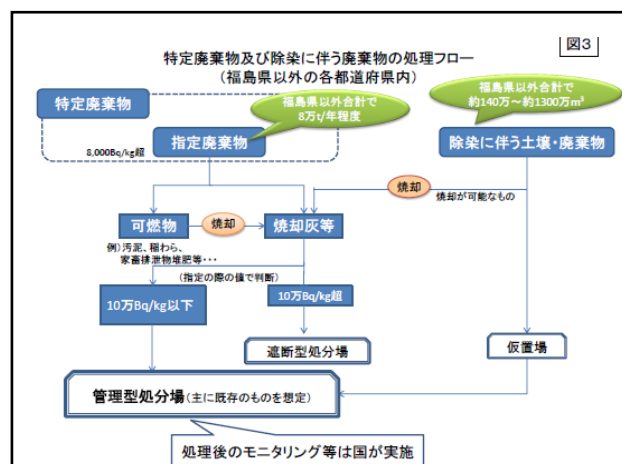 図3
特定廃棄物及び除染に伴う廃棄物の処理フロー
(福島県以外の各都道府県内)
特定廃棄物
福島県以外合計で
8万t/年程度
福島県以外合計で
約140万～約1300万㎥
指定廃棄物
除染に伴う土壌・廃棄物
8,000Bq/kg超
焼却
焼却が可能なもの
可燃物
焼却
焼却灰等
例)汚泥、稲わら、
家畜排泄物堆肥等・・・
(指定の際の値で判断)
10万Bq/kg以下
10万Bq/kg超
遮断型処分場
仮置場
管理型処分場(主に既存のものを想定)
処理後のモニタリング等は国が実施